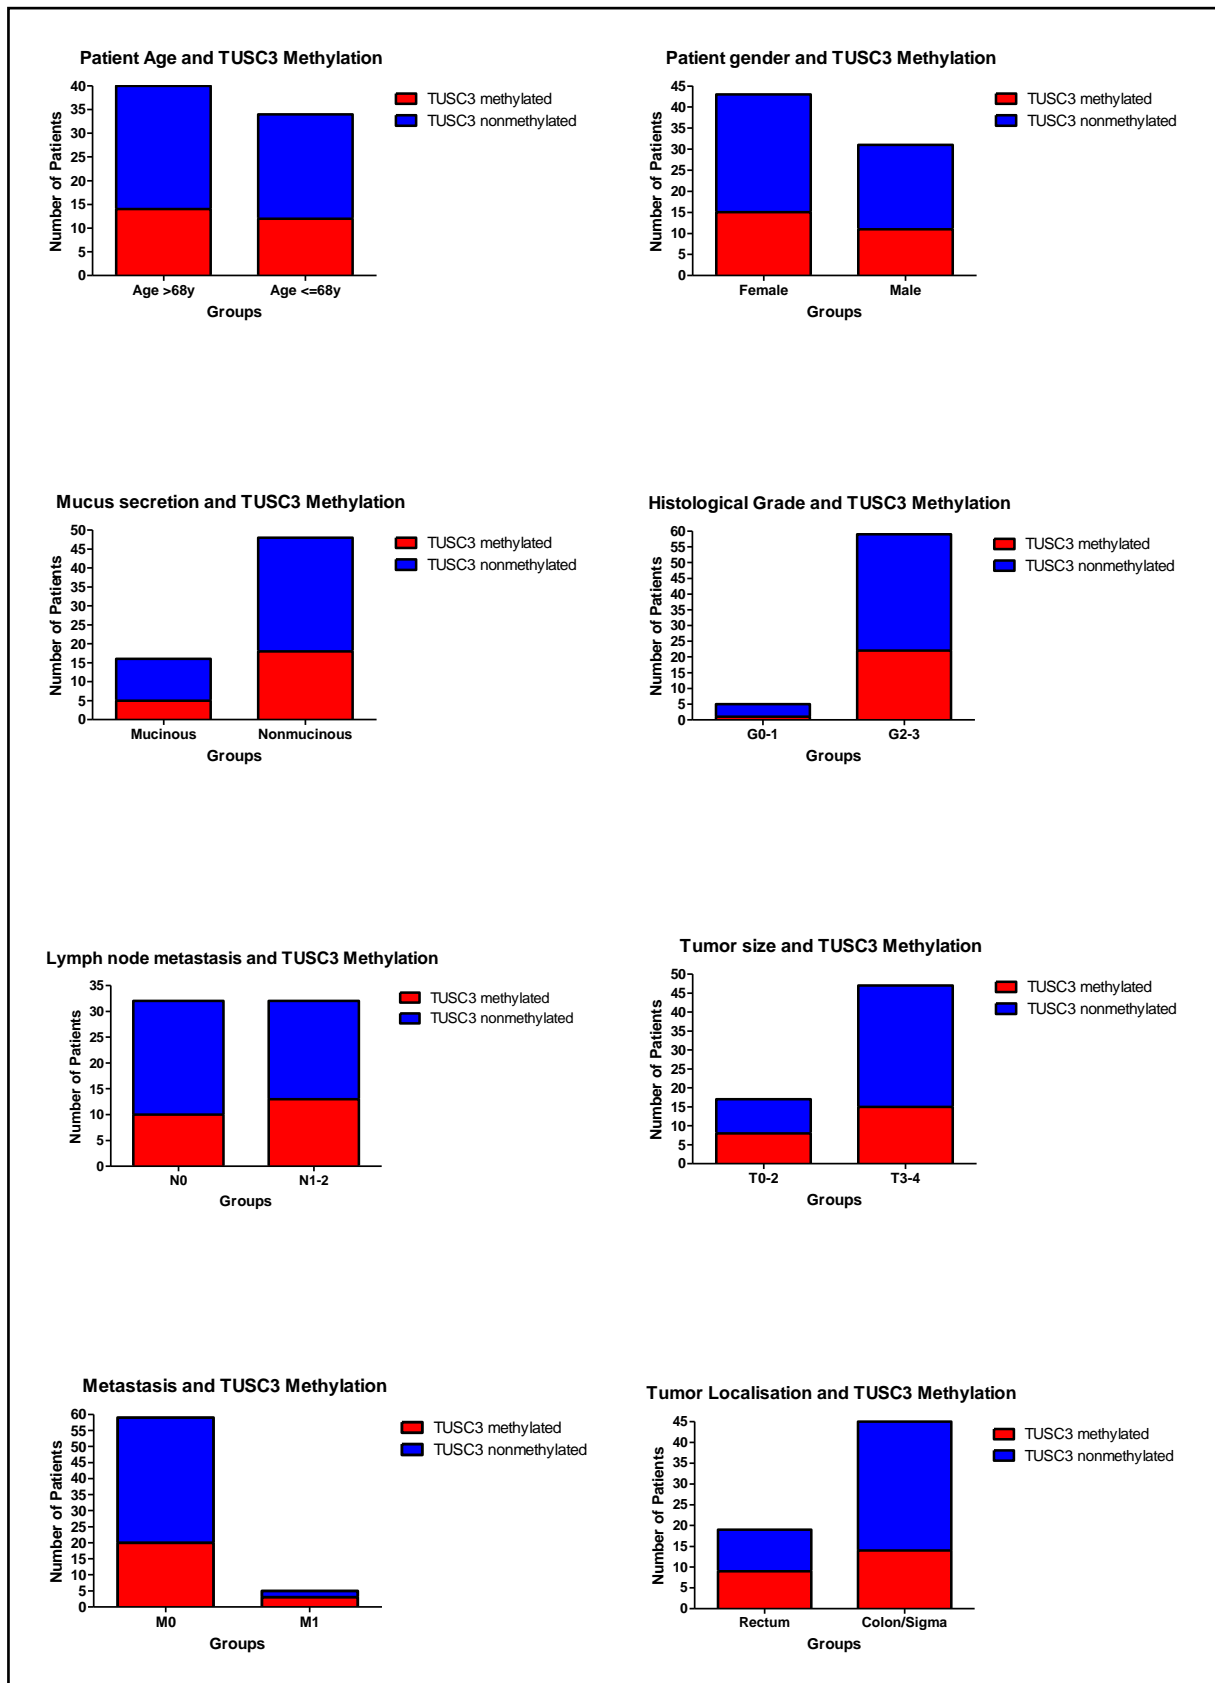 Patient Age and TUSC3 Methylation
40
35
30
25
20
15
10
5
0
Number of Patients
Age >68y Age <=68y
Groups
TUSC3 methylated
TUSC3 nonmethylated
Patient gender and TUSC3 Methylation
45
40
35
30
25
20
15
10
5
0
Number of Patients
Female Male
Groups
TUSC3 methylated
TUSC3 nonmethylated
Mucus secretion and TUSC3 Methylation
50
45
40
35
30
25
20
15
10
5
0
Number of Patients
Mucinous Nonmucinous
Groups
TUSC3 methylated
TUSC3 nonmethylated
Histological Grade and TUSC3 Methylation
60
55
50
45
40
35
30
25
20
15
10
5
0
Number of Patients
G0-1 G2-3
Groups
TUSC3 methylated
TUSC3 nonmethylated
Lymph node metastasis and TUSC3 Methylation
35
30
25
20
15
10
5
0
Number of Patients
N0 N1-2
Groups
TUSC3 methylated
TUSC3 nonmethylated
Tumor size and TUSC3 Methylation
50
45
40
35
30
25
20
15
10
5
0
Number of Patients
T0-2 T3-4
Groups
TUSC3 methylated
TUSC3 nonmethylated
Metastasis and TUSC3 Methylation
60
55
50
45
40
35
30
25
20
15
10
5
0
Number of Patients
M0 M1
Groups
TUSC3 methylated
TUSC3 nonmethylated
Tumor Localisation and TUSC3 Methylation
45
40
35
30
25
20
15
10
5
0
Number of Patients
Rectum Colon/Sigma
Groups
TUSC3 methylated
TUSC3 nonmethylated